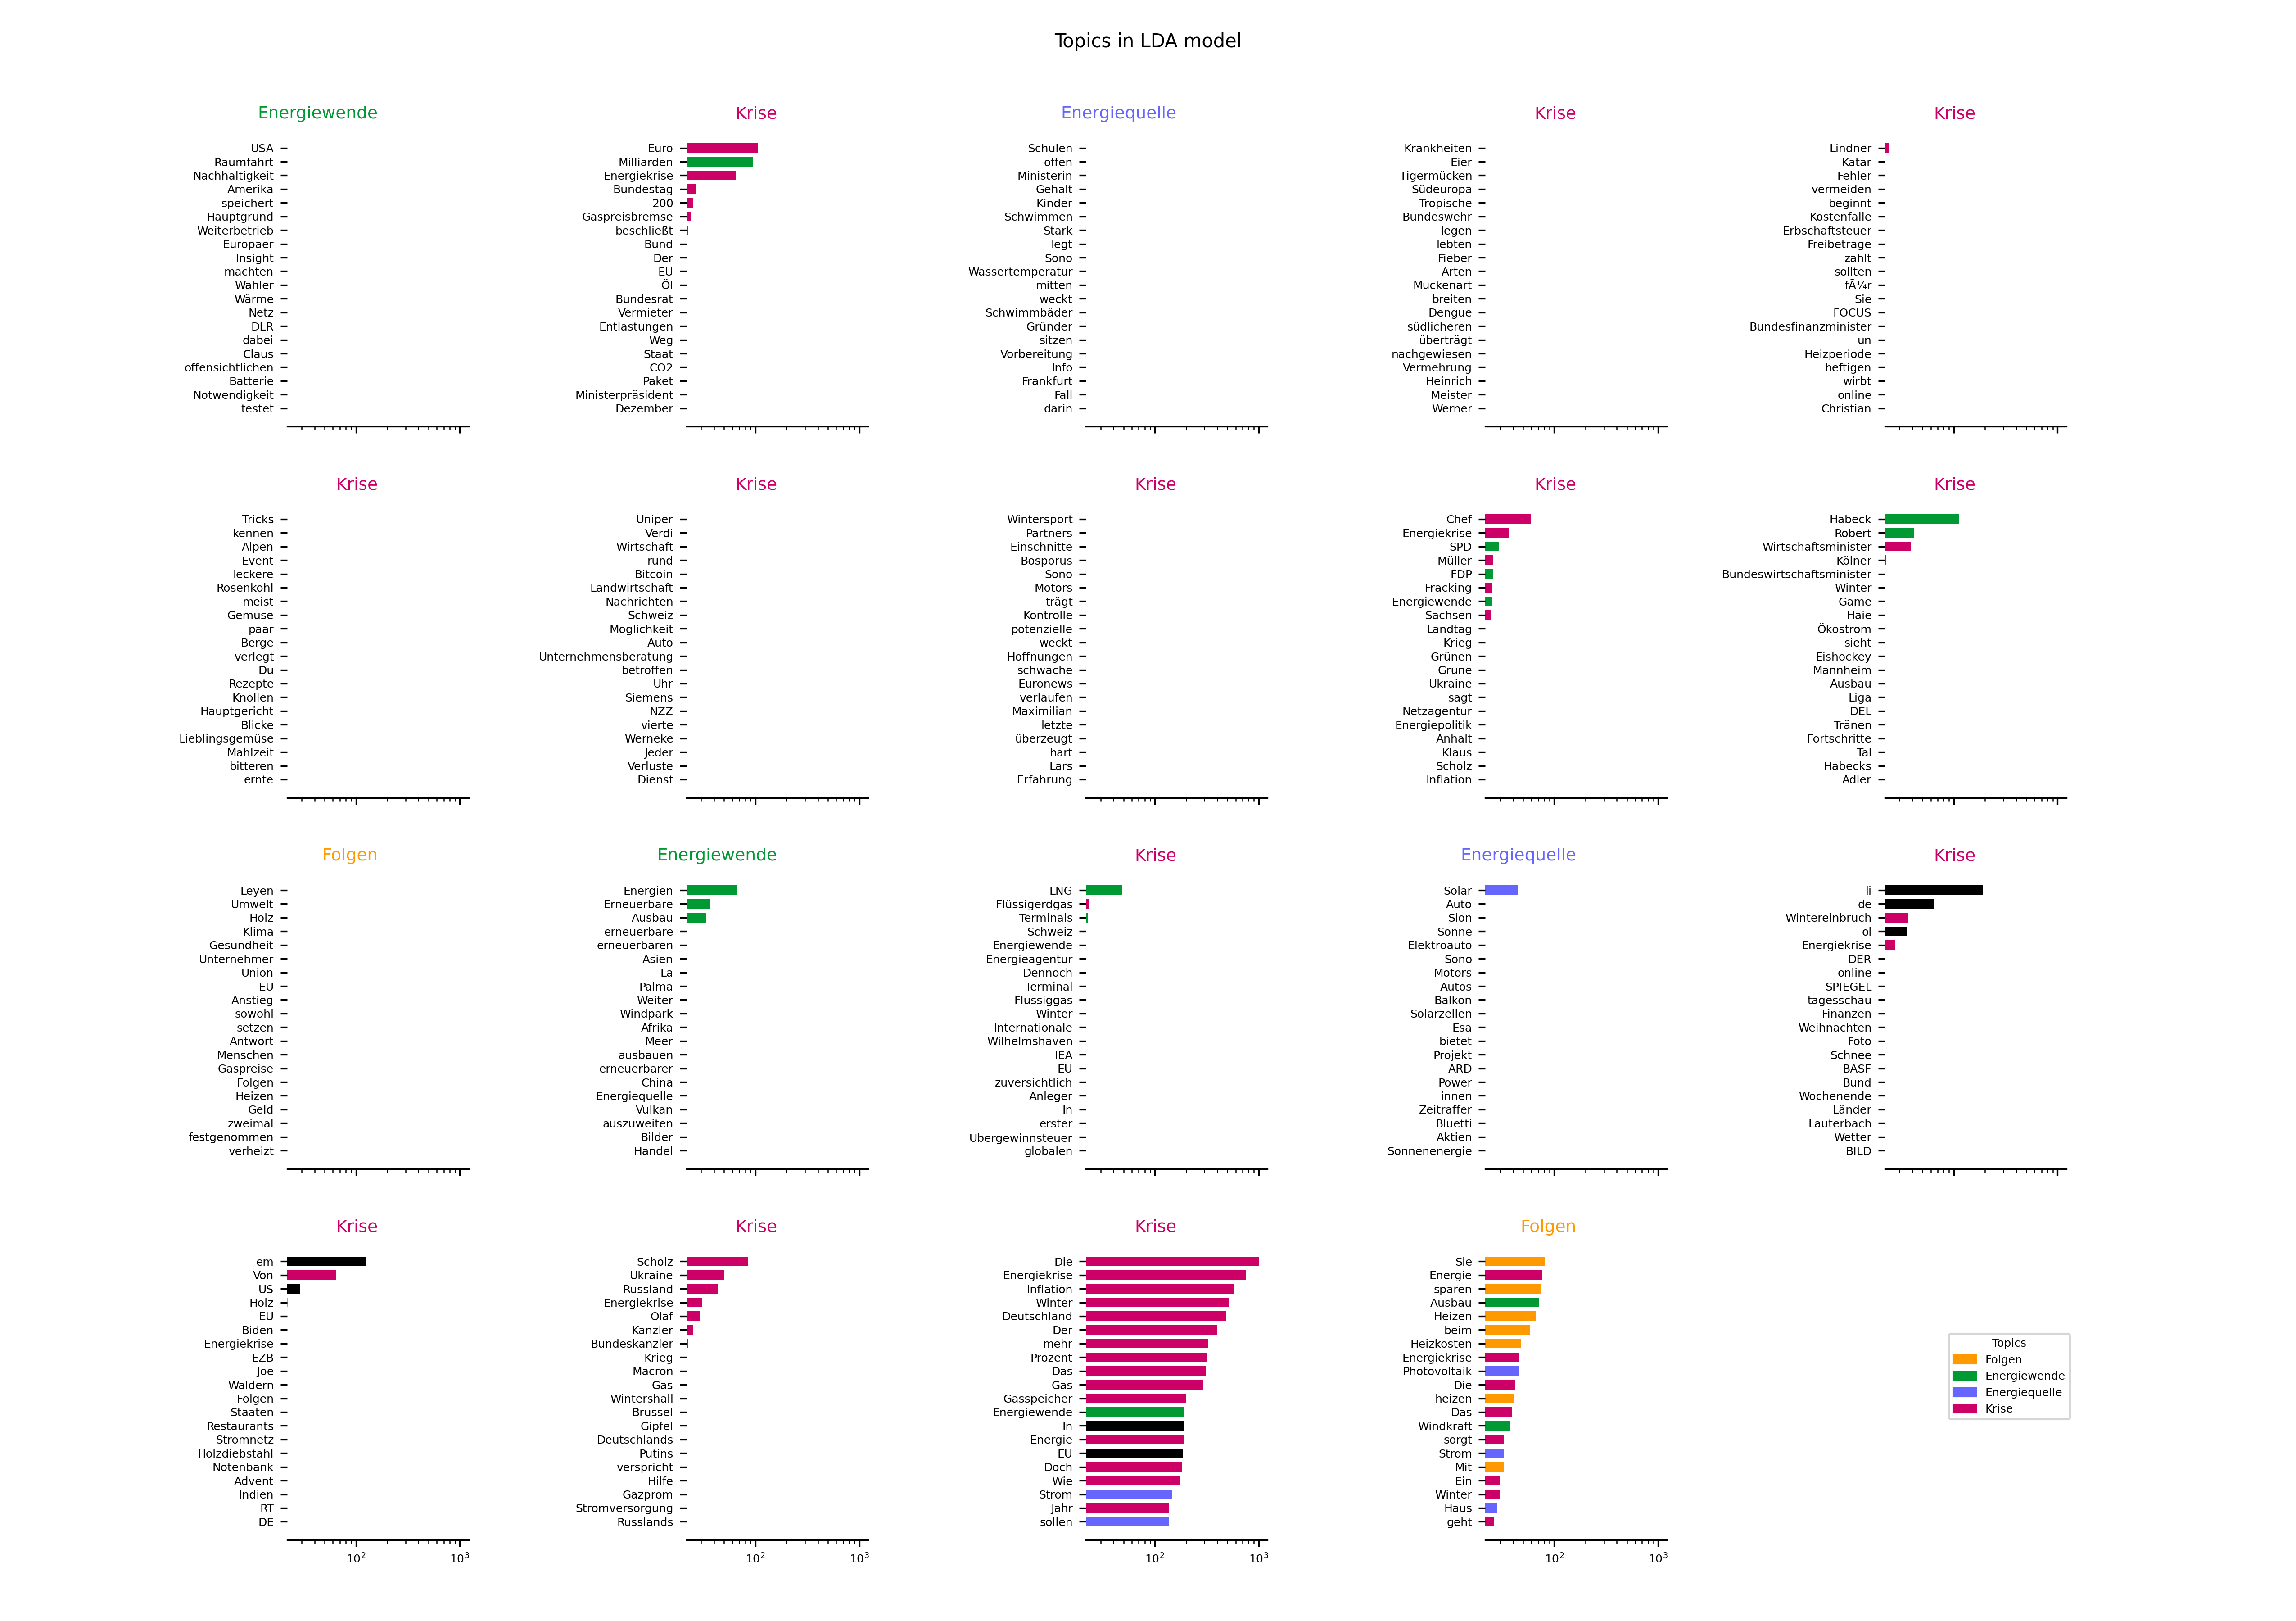 Topics in LDA model
Energiewende
USA
Raumfahrt
Nachhaltigkeit
Amerika
speichert
Hauptgrund
Weiterbetrieb
Europäer
Insight
machten
Wähler
Wärme
Netz
DLR
dabei
Claus
offensichtlichen
Batterie
Notwendigkeit
testet
Krise
Euro
Milliarden
Energiekrise
Bundestag
200
Gaspreisbremse
beschließt
Bund
Der
EU
Öl
Bundesrat
Vermieter
Entlastungen
Weg
Staat
CO2
Paket
Ministerpräsident
Dezember
Energiequelle
Schulen
offen
Ministerin
Gehalt
Kinder
Schwimmen
Stark
legt
Sono
Wassertemperatur
mitten
weckt
Schwimmbäder
Gründer
sitzen
Vorbereitung
Info
Frankfurt
Fall
darin
Krise
Krankheiten
Eier
Tigermücken
Südeuropa
Tropische
Bundeswehr
legen
lebten
Fieber
Arten
Mückenart
breiten
Dengue
südlicheren
überträgt
nachgewiesen
Vermehrung
Heinrich
Meister
Werner
Krise
Lindner
Katar
Fehler
vermeiden
beginnt
Kostenfalle
Erbschaftsteuer
Freibeträge
zählt
sollten
fÃ¼r
Sie
FOCUS
Bundesfinanzminister
un
Heizperiode
heftigen
wirbt
online
Christian
Krise
Tricks
kennen
Alpen
Event
leckere
Rosenkohl
meist
Gemüse
paar
Berge
verlegt
Du
Rezepte
Knollen
Hauptgericht
Blicke
Lieblingsgemüse
Mahlzeit
bitteren
ernte
Krise
Uniper
Verdi
Wirtschaft
rund
Bitcoin
Landwirtschaft
Nachrichten
Schweiz
Möglichkeit
Auto
Unternehmensberatung
betroffen
Uhr
Siemens
NZZ
vierte
Werneke
Jeder
Verluste
Dienst
Krise
Wintersport
Partners
Einschnitte
Bosporus
Sono
Motors
trägt
Kontrolle
potenzielle
weckt
Hoffnungen
schwache
Euronews
verlaufen
Maximilian
letzte
überzeugt
hart
Lars
Erfahrung
Krise
Chef
Energiekrise
SPD
Müller
FDP
Fracking
Energiewende
Sachsen
Landtag
Krieg
Grünen
Grüne
Ukraine
sagt
Netzagentur
Energiepolitik
Anhalt
Klaus
Scholz
Inflation
Krise
Habeck
Robert
Wirtschaftsminister
Kölner
Bundeswirtschaftsminister
Winter
Game
Haie
Ökostrom
sieht
Eishockey
Mannheim
Ausbau
Liga
DEL
Tränen
Fortschritte
Tal
Habecks
Adler
Folgen
Leyen
Umwelt
Holz
Klima
Gesundheit
Unternehmer
Union
EU
Anstieg
sowohl
setzen
Antwort
Menschen
Gaspreise
Folgen
Heizen
Geld
zweimal
festgenommen
verheizt
Energiewende
Energien
Erneuerbare
Ausbau
erneuerbare
erneuerbaren
Asien
La
Palma
Weiter
Windpark
Afrika
Meer
ausbauen
erneuerbarer
China
Energiequelle
Vulkan
auszuweiten
Bilder
Handel
Krise
LNG
Flüssigerdgas
Terminals
Schweiz
Energiewende
Energieagentur
Dennoch
Terminal
Flüssiggas
Winter
Internationale
Wilhelmshaven
IEA
EU
zuversichtlich
Anleger
In
erster
Übergewinnsteuer
globalen
Energiequelle
Solar
Auto
Sion
Sonne
Elektroauto
Sono
Motors
Autos
Balkon
Solarzellen
Esa
bietet
Projekt
ARD
Power
innen
Zeitraffer
Bluetti
Aktien
Sonnenenergie
Krise
li
de
Wintereinbruch
ol
Energiekrise
DER
online
SPIEGEL
tagesschau
Finanzen
Weihnachten
Foto
Schnee
BASF
Bund
Wochenende
Länder
Lauterbach
Wetter
BILD
Krise
em
Von
US
Holz
EU
Biden
Energiekrise
EZB
Joe
Wäldern
Folgen
Staaten
Restaurants
Stromnetz
Holzdiebstahl
Notenbank
Advent
Indien
RT
DE
10²
10³
Krise
Scholz
Ukraine
Russland
Energiekrise
Olaf
Kanzler
Bundeskanzler
Krieg
Macron
Gas
Wintershall
Brüssel
Gipfel
Deutschlands
Putins
verspricht
Hilfe
Gazprom
Stromversorgung
Russlands
10²
10³
Krise
Die
Energiekrise
Inflation
Winter
Deutschland
Der
mehr
Prozent
Das
Gas
Gasspeicher
Energiewende
In
Energie
EU
Doch
Wie
Strom
Jahr
sollen
10²
10³
Folgen
Sie
Energie
sparen
Ausbau
Heizen
beim
Heizkosten
Energiekrise
Photovoltaik
Die
heizen
Das
Windkraft
sorgt
Strom
Mit
Ein
Winter
Haus
geht
10²
10³
Topics
Folgen
Energiewende
Energiequelle
Krise